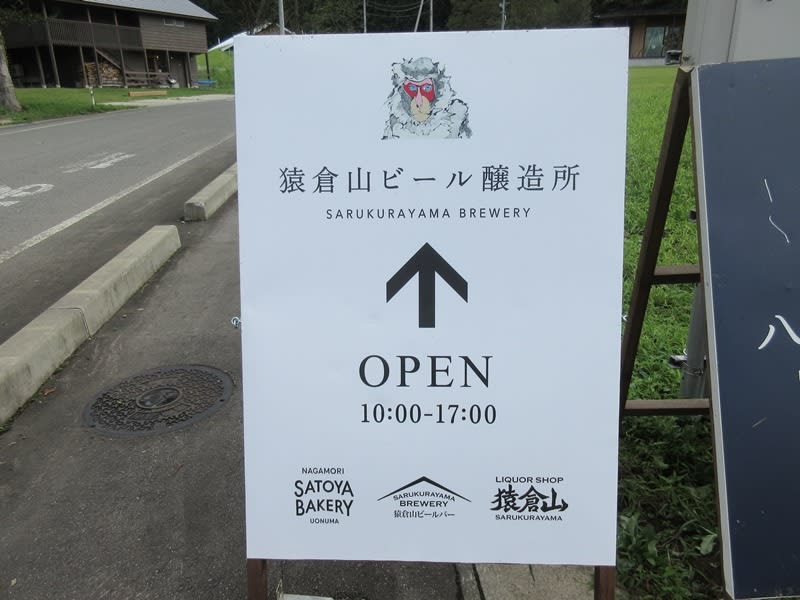 猿倉山ビール醸造所
SARUKURAYAMA BREWERY
OPEN
10:00-17:00
NAGAMORI
SATOYA
BAKERY
UONUMA
SARUKURAYAMA
BREWERY
猿倉山ビールバー
LIQUOR SHOP
猿倉山
SARUKURAYAMA
八